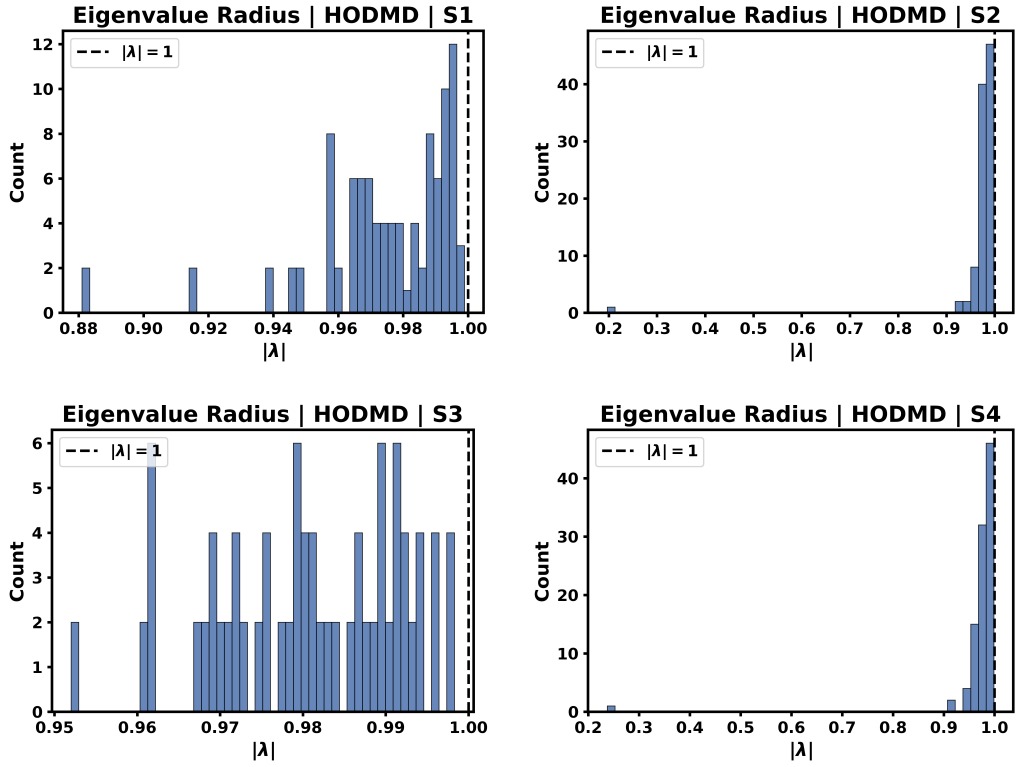 Eigenvalue Radius | HODMD | S1
|λ| = 1
12
10
8
6
4
2
0
Count
0.88 0.90 0.92 0.94 0.96 0.98 1.00
|λ|
Eigenvalue Radius | HODMD | S2
|λ| = 1
40
30
20
10
0
Count
0.2 0.3 0.4 0.5 0.6 0.7 0.8 0.9 1.0
|λ|
Eigenvalue Radius | HODMD | S3
|λ| = 1
6
5
4
3
2
1
0
Count
0.95 0.96 0.97 0.98 0.99 1.00
|λ|
Eigenvalue Radius | HODMD | S4
|λ| = 1
40
30
20
10
0
Count
0.2 0.3 0.4 0.5 0.6 0.7 0.8 0.9 1.0
|λ|